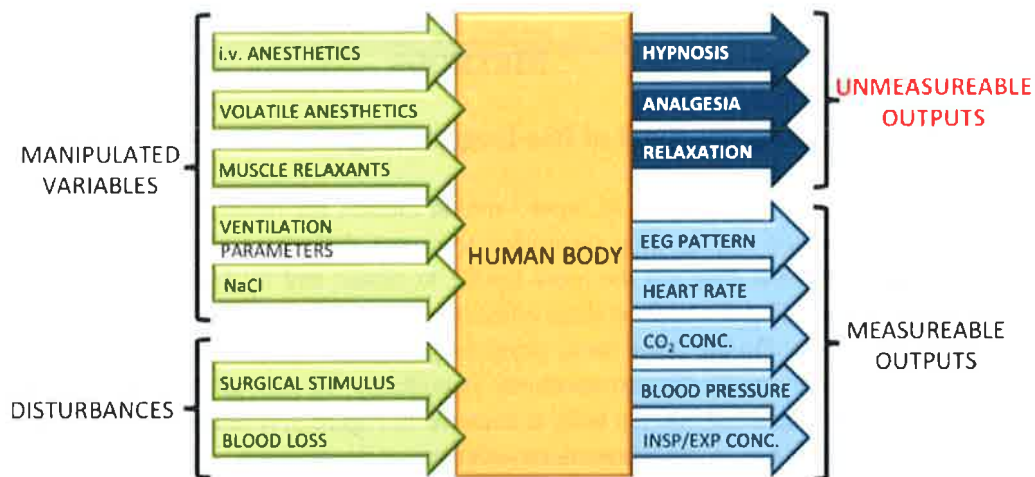 i.v. ANESTHETICS
VOLATILE ANESTHETICS
MANIPULATED
VARIABLES
MUSCLE RELAXANTS
VENTILATION
PARAMETERS
NaCl
DISTURBANCES
SURGICAL STIMULUS
BLOOD LOSS
HUMAN BODY
HYPNOSIS
ANALGESIA
RELAXATION
UNMEASUREABLE
OUTPUTS
EEG PATTERN
HEART RATE
CO₂ CONC.
BLOOD PRESSURE
INSP/EXP CONC.
MEASUREABLE
OUTPUTS